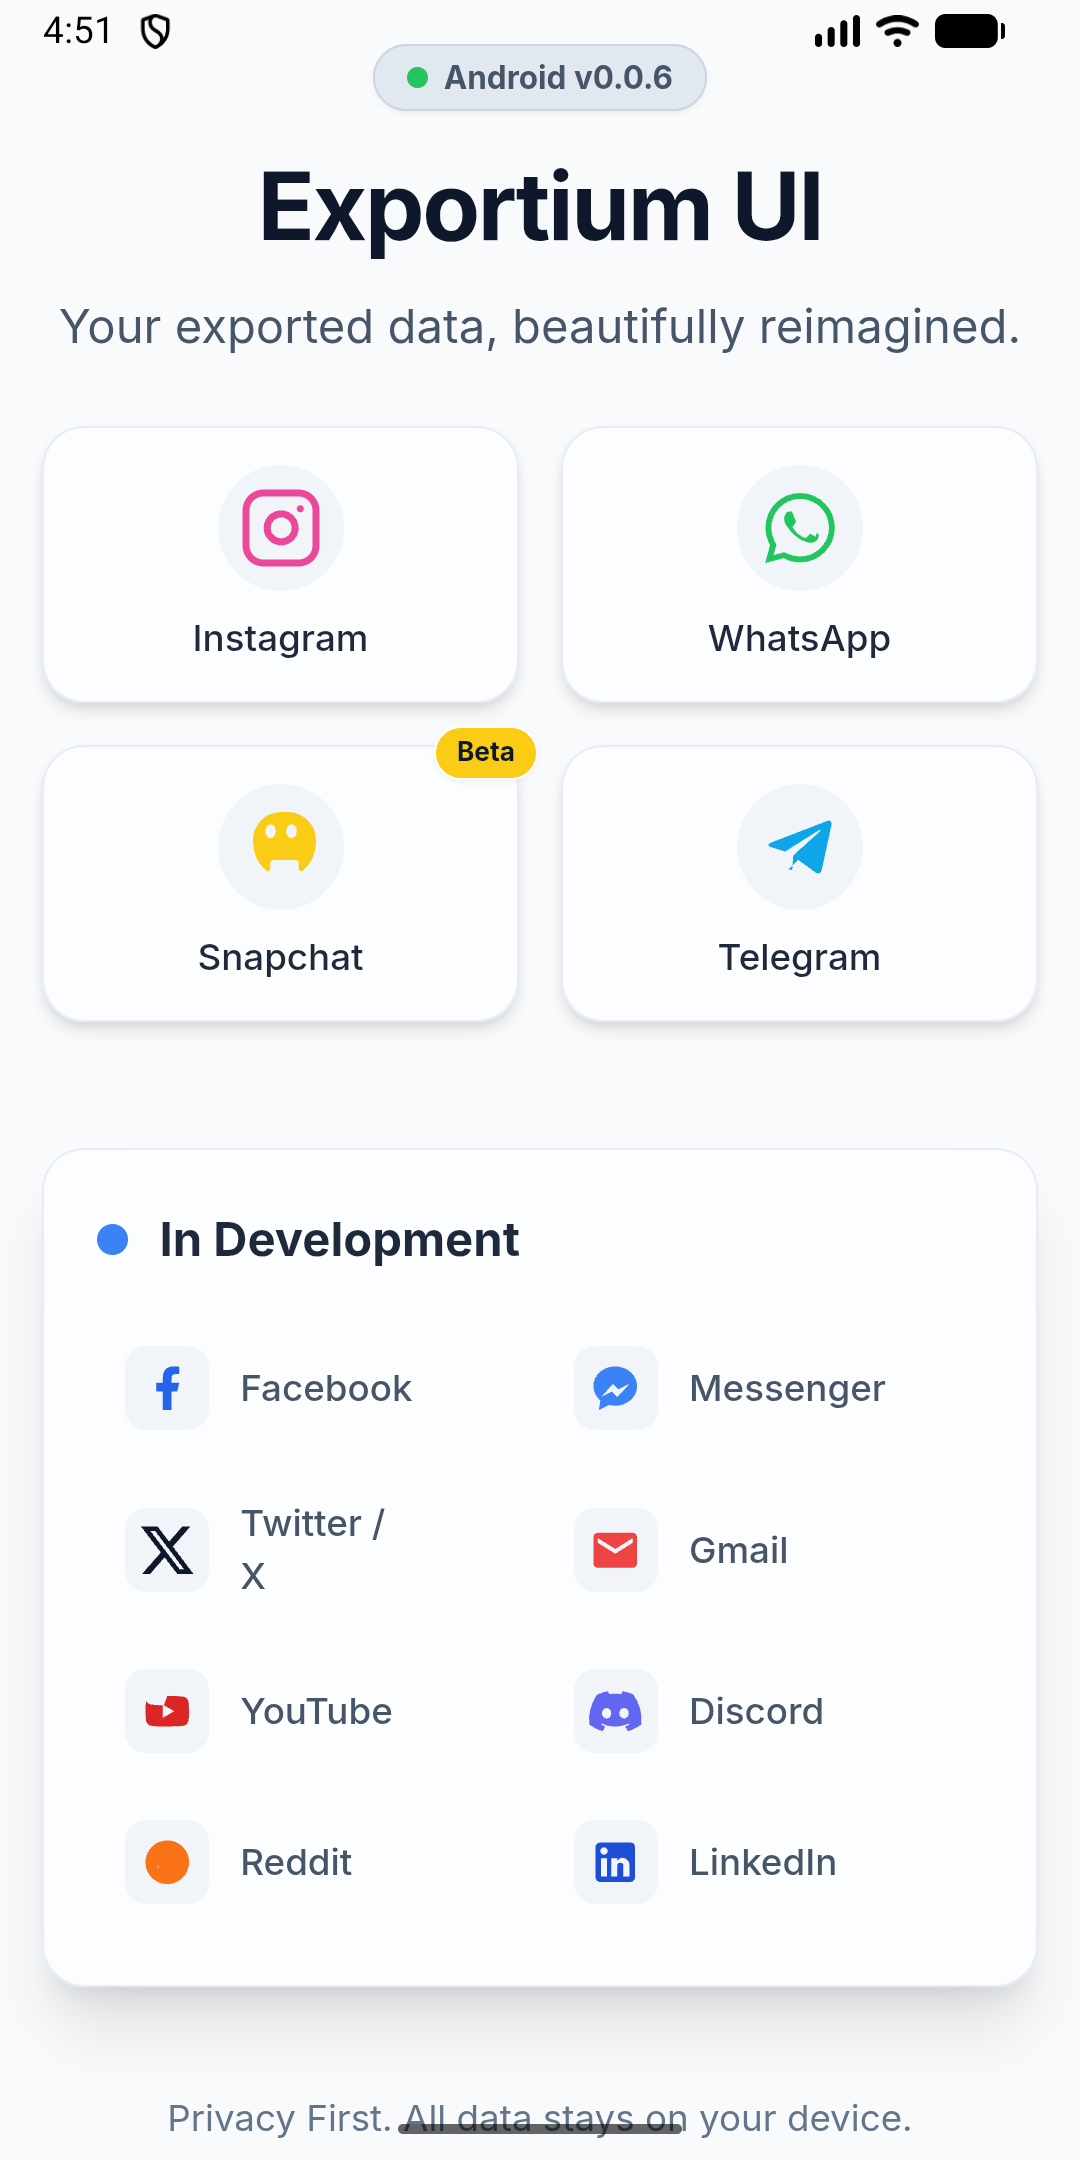 4:51
Android v0.0.6
Exportium UI
Your exported data, beautifully reimagined.
Instagram
WhatsApp
Beta
Snapchat
Telegram
In Development
Facebook
Messenger
Twitter /
X
Gmail
YouTube
Discord
Reddit
LinkedIn
Privacy First. All data stays on your device.